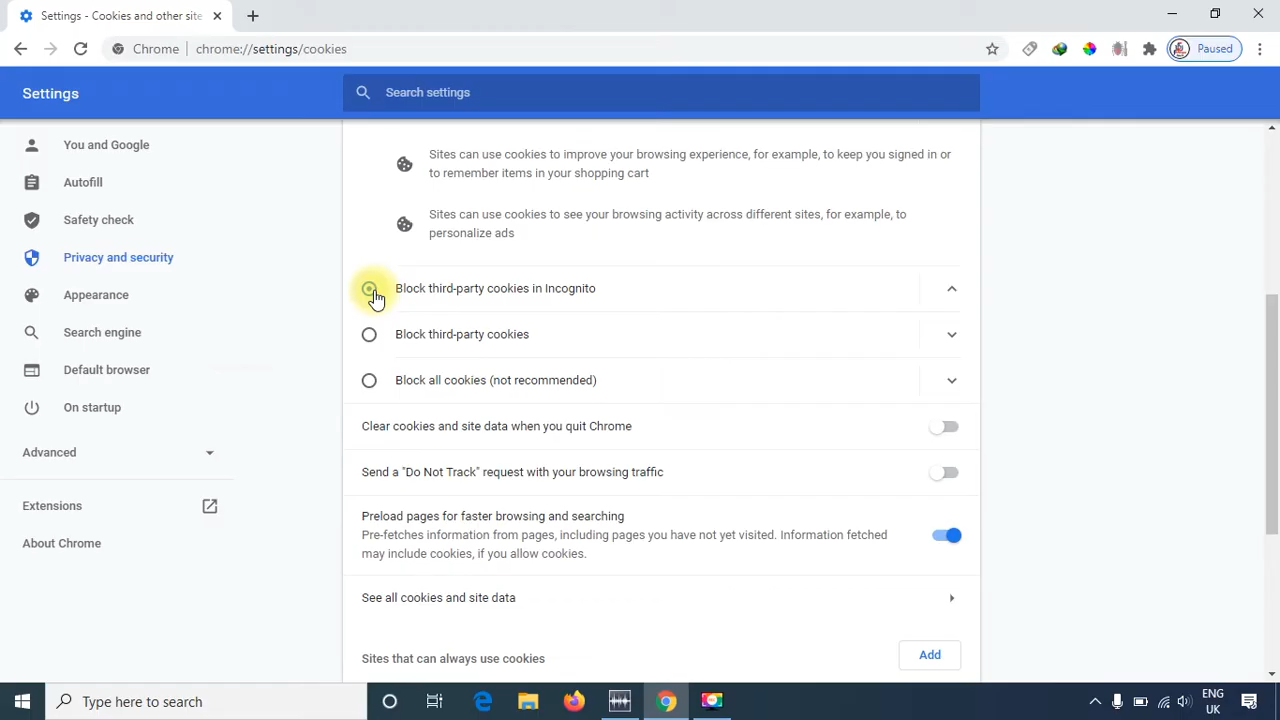 Settings - Cookies and other site
Chrome
chrome://settings/cookies
Paused
Settings
Search settings
You and Google
Autofill
Safety check
Privacy and security
Appearance
Search engine
Default browser
On startup
Advanced
Extensions
About Chrome
Sites can use cookies to improve your browsing experience, for example, to keep you signed in or
to remember items in your shopping cart
Sites can use cookies to see your browsing activity across different sites, for example, to
personalize ads
Block third-party cookies in Incognito
Block third-party cookies
Block all cookies (not recommended)
Clear cookies and site data when you quit Chrome
Send a "Do Not Track" request with your browsing traffic
Preload pages for faster browsing and searching
Pre-fetches information from pages, including pages you have not yet visited. Information fetched
may include cookies, if you allow cookies.
See all cookies and site data
Sites that can always use cookies
Add
Type here to search
ENG
UK